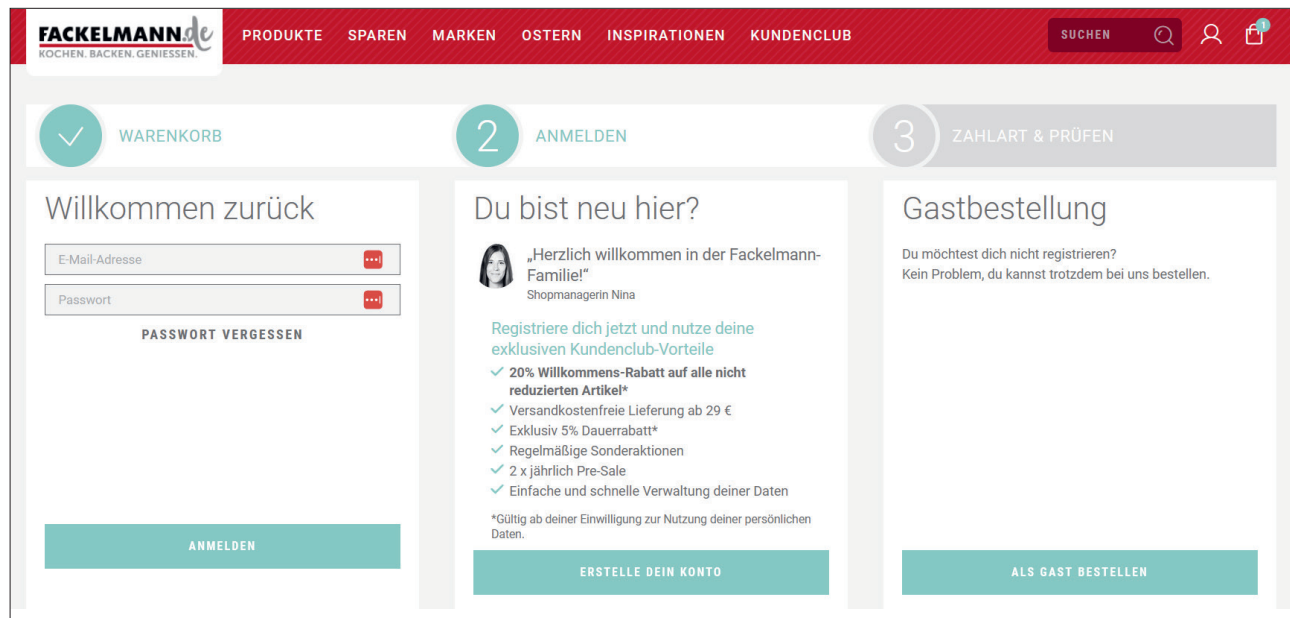 FACKELMANN.de
KOCHEN. BACKEN. GENIESSEN.
PRODUKTE SPAREN MARKEN OSTERN INSPIRATIONEN KUNDENCLUB
SUCHEN
1
WARENKORB
2 ANMELDEN
3 ZAHLART & PRÜFEN
Willkommen zurück
E-Mail-Adresse
Passwort
PASSWORT VERGESSEN
ANMELDEN
Du bist neu hier?
„Herzlich willkommen in der Fackelmann-
Familie!“
Shopmanagerin Nina
Registriere dich jetzt und nutze deine
exklusiven Kundenclub-Vorteile
20% Willkommens-Rabatt auf alle nicht
reduzierten Artikel*
Versandkostenfreie Lieferung ab 29 €
Exklusiv 5% Dauerrabatt*
Regelmäßige Sonderaktionen
2 x jährlich Pre-Sale
Einfache und schnelle Verwaltung deiner Daten
*Gültig ab deiner Einwilligung zur Nutzung deiner persönlichen
Daten.
ERSTELLE DEIN KONTO
Gastbestellung
Du möchtest dich nicht registrieren?
Kein Problem, du kannst trotzdem bei uns bestellen.
ALS GAST BESTELLEN